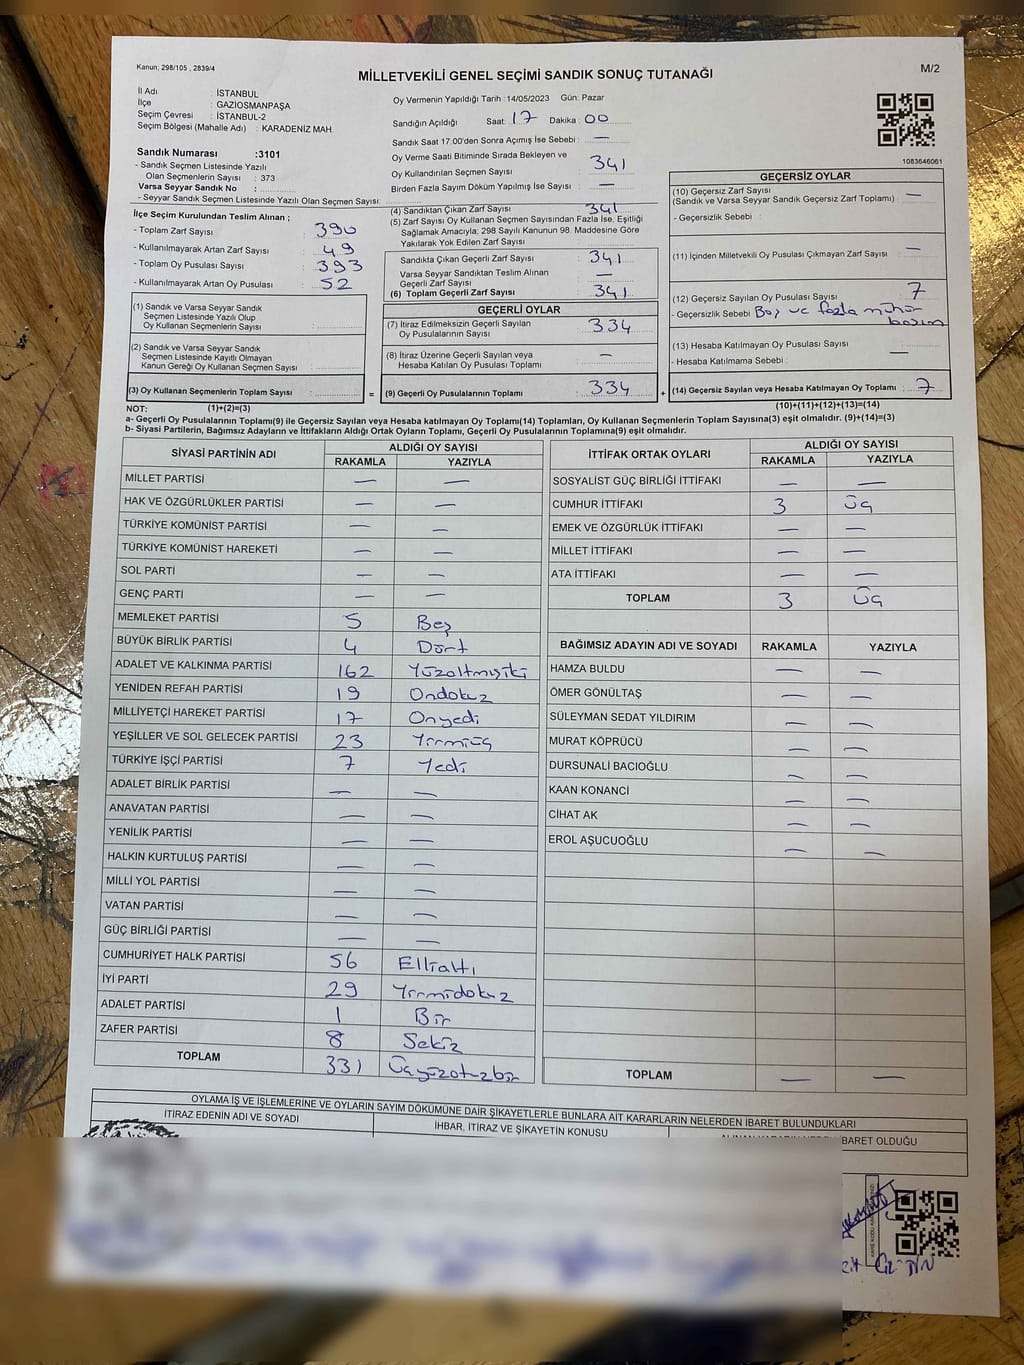 Kanun; 298/105 , 2839/4
MİLLETVEKİLİ GENEL SEÇİMİ SANDIK SONUÇ TUTANAĞI
M/2
İl Adı : İSTANBUL
İlçe : GAZİOSMANPAŞA
Seçim Çevresi : İSTANBUL-2
Seçim Bölgesi (Mahalle Adı) : KARADENİZ MAH.
Sandık Numarası :3101
- Sandık Seçmen Listesinde Yazılı
Olan Seçmenlerin Sayısı : 373
Varsa Seyyar Sandık No :
- Seyyar Sandık Seçmen Listesinde Yazılı Olan Seçmen Sayısı:
Oy Vermenin Yapıldığı Tarih :14/05/2023 Gün: Pazar
Sandığın Açıldığı Saat: 17 Dakika: 00
Sandık Saat 17:00'den Sonra Açımış İse Sebebi : —
Oy Verme Saati Bitiminde Sırada Bekleyen ve
Oy Kullandırılan Seçmen Sayısı : 341
Birden Fazla Sayım Döküm Yapılmış İse Sayısı : —
1083646061
İlçe Seçim Kurulundan Teslim Alınan ;
- Toplam Zarf Sayısı : 390
- Kullanılmayarak Artan Zarf Sayısı : 49
- Toplam Oy Pusulası Sayısı : 393
- Kullanılmayarak Artan Oy Pusulası : 52
(4) Sandıktan Çıkan Zarf Sayısı : 341
(5) Zarf Sayısı Oy Kullanan Seçmen Sayısından Fazla İse, Eşitliği
Sağlamak Amacıyla; 298 Sayılı Kanunun 98. Maddesine Göre
Yakılarak Yok Edilen Zarf Sayısı :
Sandıkta Çıkan Geçerli Zarf Sayısı : 341
Varsa Seyyar Sandıktan Teslim Alınan
Geçerli Zarf Sayısı : —
(6) Toplam Geçerli Zarf Sayısı : 341
GEÇERSİZ OYLAR
(10) Geçersiz Zarf Sayısı : —
(Sandık ve Varsa Seyyar Sandık Geçersiz Zarf Toplamı)
- Geçersizlik Sebebi :
(11) İçinden Milletvekili Oy Pusulası Çıkmayan Zarf Sayısı : —
(12) Geçersiz Sayılan Oy Pusulası Sayısı : 7
- Geçersizlik Sebebi : Boş ve fazla mühür
basım
(13) Hesaba Katılmayan Oy Pusulası Sayısı : —
- Hesaba Katılmama Sebebi :
(1) Sandık ve Varsa Seyyar Sandık
Seçmen Listesinde Yazılı Olup
Oy Kullanan Seçmenlerin Sayısı :
(2) Sandık ve Varsa Seyyar Sandık
Seçmen Listesinde Kayıtlı Olmayan
Kanun Gereği Oy Kullanan Seçmen Sayısı :
GEÇERLİ OYLAR
(7) İtiraz Edilmeksizin Geçerli Sayılan
Oy Pusulalarının Sayısı : 334
(8) İtiraz Üzerine Geçerli Sayılan veya
Hesaba Katılan Oy Pusulası Toplamı : —
(3) Oy Kullanan Seçmenlerin Toplam Sayısı : = (9) Geçerli Oy Pusulalarının Toplamı : 334 + (14) Geçersiz Sayılan veya Hesaba Katılmayan Oy Toplamı : 7
NOT: (1)+(2)=(3)
(10)+(11)+(12)+(13)=(14)
a- Geçerli Oy Pusulalarının Toplamı(9) ile Geçersiz Sayılan veya Hesaba katılmayan Oy Toplamı(14) Toplamları, Oy Kullanan Seçmenlerin Toplam Sayısına(3) eşit olmalıdır. (9)+(14)=(3)
b- Siyasi Partilerin, Bağımsız Adayların ve İttifakların Aldığı Ortak Oyların Toplamı, Geçerli Oy Pusulalarının Toplamına(9) eşit olmalıdır.
SİYASİ PARTİNİN ADI ALDIĞI OY SAYISI
RAKAMLA YAZIYLA
MİLLET PARTİSİ — —
HAK VE ÖZGÜRLÜKLER PARTİSİ — —
TÜRKİYE KOMÜNİST PARTİSİ — —
TÜRKİYE KOMÜNİST HAREKETİ — —
SOL PARTİ — —
GENÇ PARTİ — —
MEMLEKET PARTİSİ 5 Beş
BÜYÜK BİRLİK PARTİSİ 4 Dört
ADALET VE KALKINMA PARTİSİ 162 Yüzaltmışiki
YENİDEN REFAH PARTİSİ 19 Ondokuz
MİLLİYETÇİ HAREKET PARTİSİ 17 Onyedi
YEŞİLLER VE SOL GELECEK PARTİSİ 23 Yirmiüç
TÜRKİYE İŞÇİ PARTİSİ 7 Yedi
ADALET BİRLİK PARTİSİ — —
ANAVATAN PARTİSİ — —
YENİLİK PARTİSİ — —
HALKIN KURTULUŞ PARTİSİ — —
MİLLİ YOL PARTİSİ — —
VATAN PARTİSİ — —
GÜÇ BİRLİĞİ PARTİSİ — —
CUMHURİYET HALK PARTİSİ 56 Ellialtı
İYİ PARTİ 29 Yirmidokuz
ADALET PARTİSİ 1 Bir
ZAFER PARTİSİ 8 Sekiz
TOPLAM 331 Üçyüzotuzbir
İTTİFAK ORTAK OYLARI ALDIĞI OY SAYISI
RAKAMLA YAZIYLA
SOSYALİST GÜÇ BİRLİĞİ İTTİFAKI — —
CUMHUR İTTİFAKI 3 Üç
EMEK VE ÖZGÜRLÜK İTTİFAKI — —
MİLLET İTTİFAKI — —
ATA İTTİFAKI — —
TOPLAM 3 Üç
BAĞIMSIZ ADAYIN ADI VE SOYADI RAKAMLA YAZIYLA
HAMZA BULDU — —
ÖMER GÖNÜLTAŞ — —
SÜLEYMAN SEDAT YILDIRIM — —
MURAT KÖPRÜCÜ — —
DURSUNALİ BACIOĞLU — —
KAAN KONANCİ — —
CİHAT AK — —
EROL AŞUCUOĞLU — —
TOPLAM — —
OYLAMA İŞ VE İŞLEMLERİNE VE OYLARIN SAYIM DÖKÜMÜNE DAİR ŞİKAYETLERLE BUNLARA AİT KARARLARIN NELERDEN İBARET BULUNDUKLARI
İTİRAZ EDENİN ADI VE SOYADI
İHBAR, İTİRAZ VE ŞİKAYETİN KONUSU
İBARET OLDUĞU